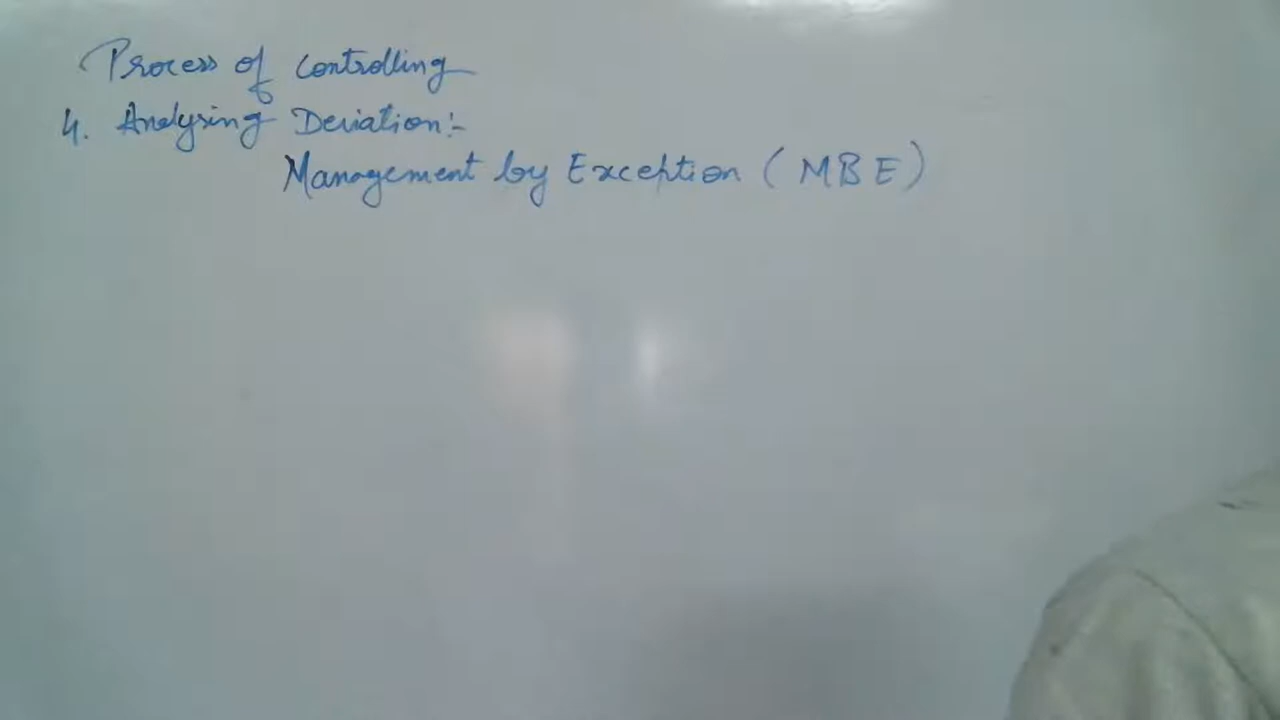 Process of Controlling
4. Analysing Deviation:-
Management by Exception (MBE)